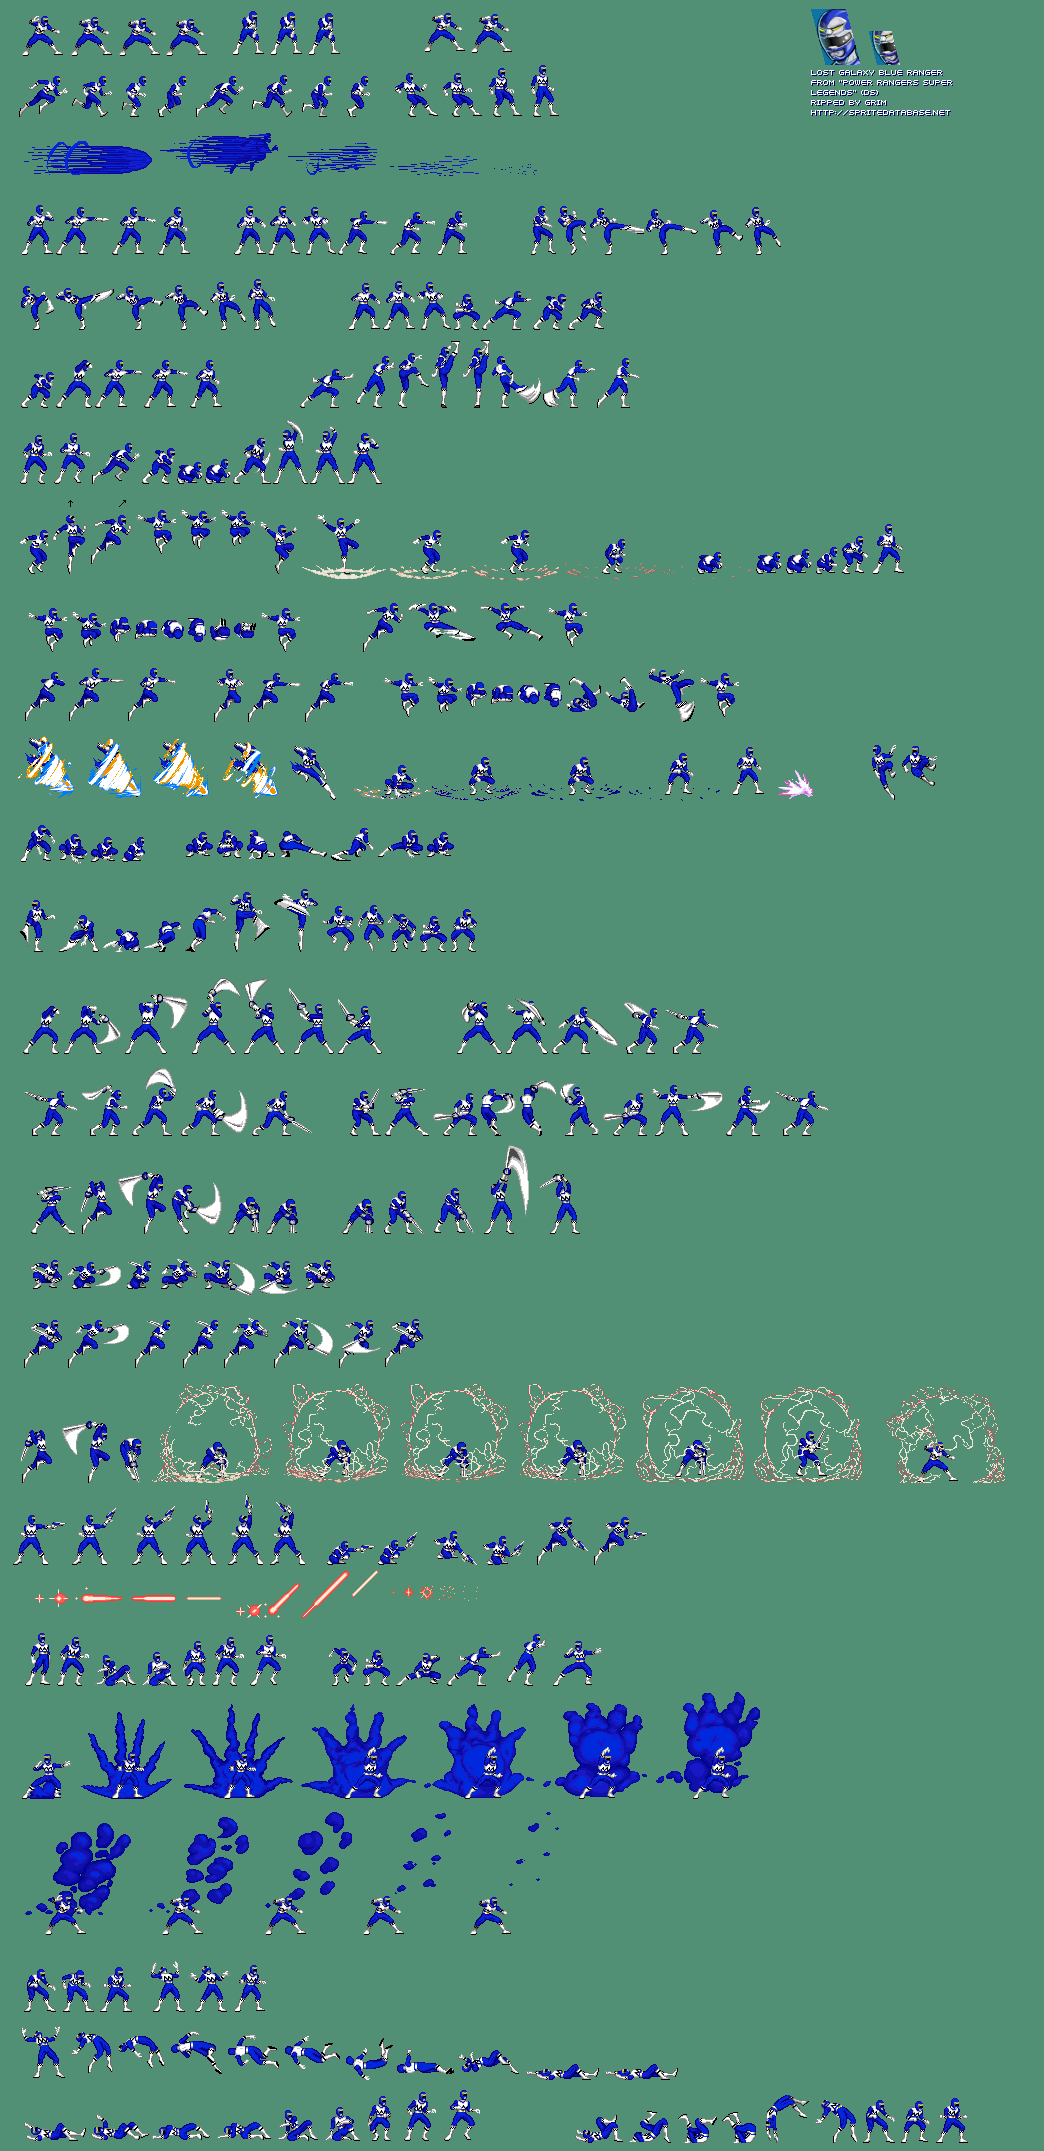 LOST GALAXY BLUE RANGER
FROM "POWER RANGERS SUPER
LEGENDS" (DS)
RIPPED BY GRIM
HTTP://SPRITEDATABASE.NET